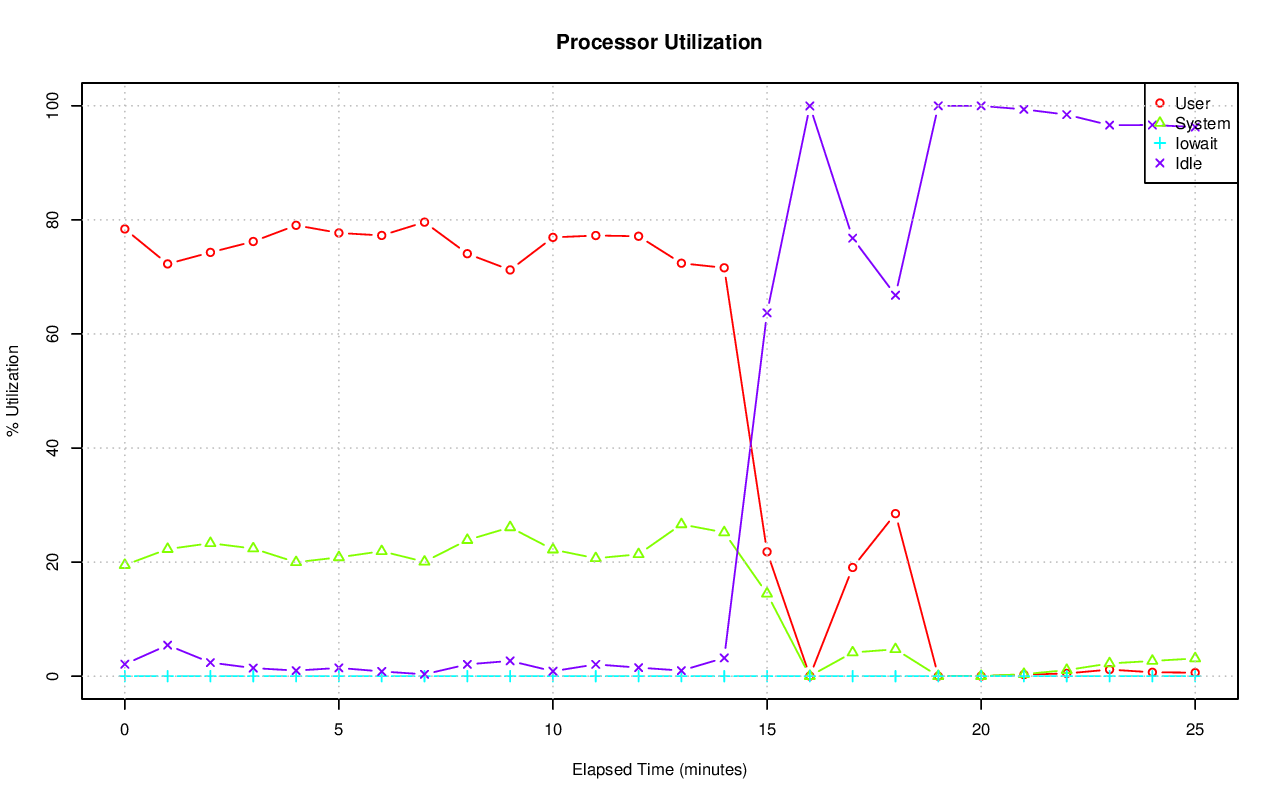 Processor Utilization
% Utilization
100
80
60
40
20
0
User
System
Iowait
Idle
0 5 10 15 20 25
Elapsed Time (minutes)